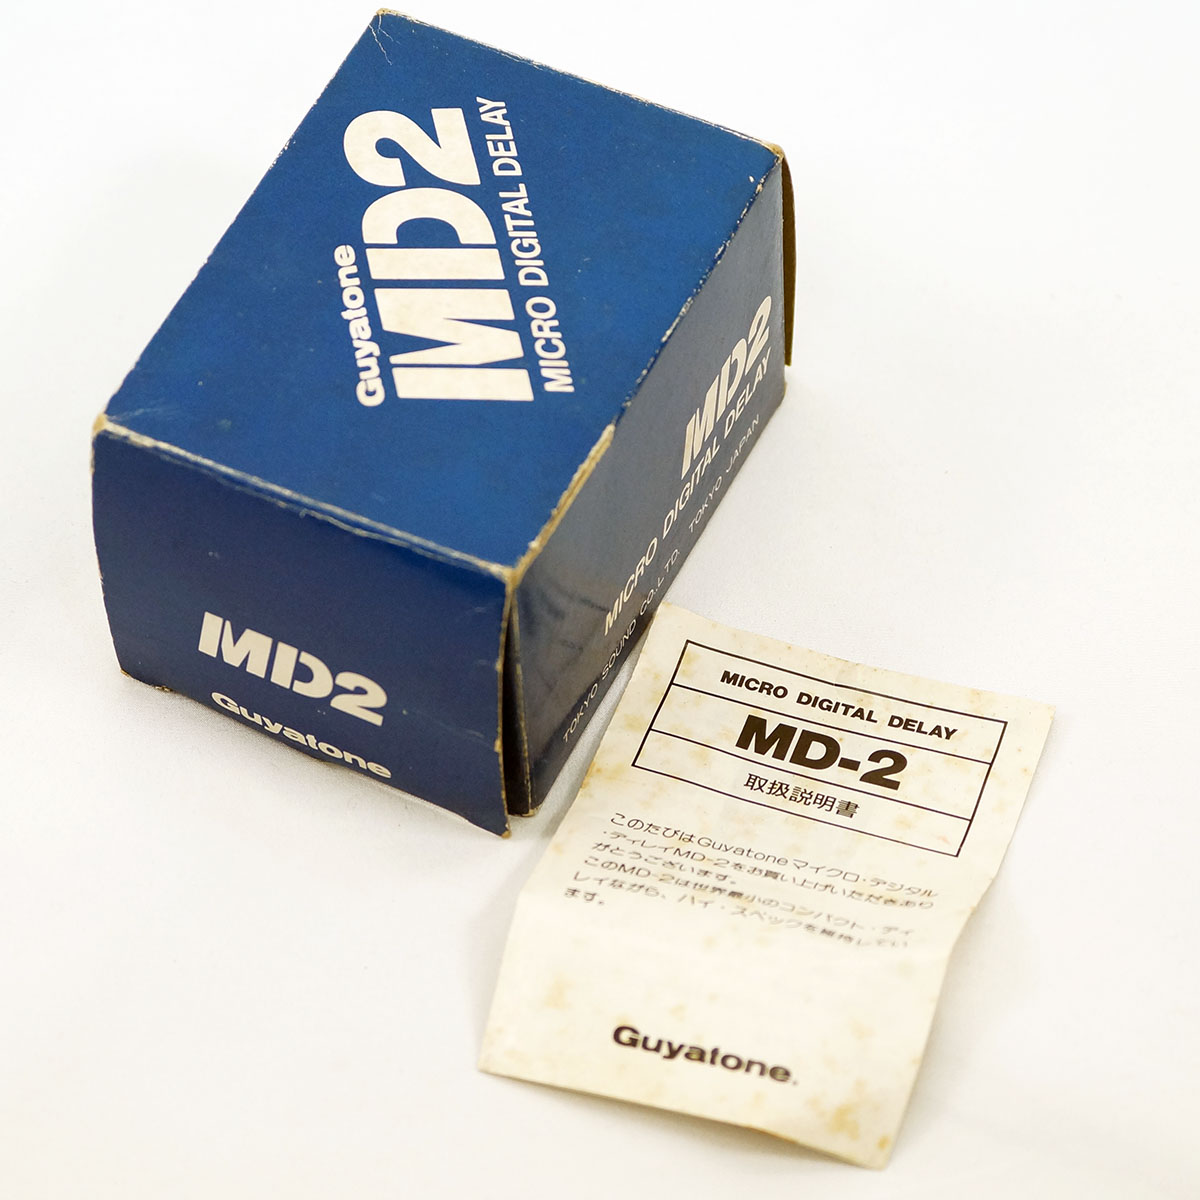 Guyatone
MD2
MICRO DIGITAL DELAY
MD2
MICRO DIGITAL DELAY
TOKYO SOUND CO., LTD. TOKYO JAPAN
MD2
Guyatone
MICRO DIGITAL DELAY
MD-2
取扱説明書
このたびはGuyatoneマイクロ・デジタル
・ディレイMD-2をお買い上げいただきあり
がとうございます。
このMD-2は世界最小のコンパクト・ディ
レイながら、ハイ・スペックを維持してい
ます。
Guyatone.